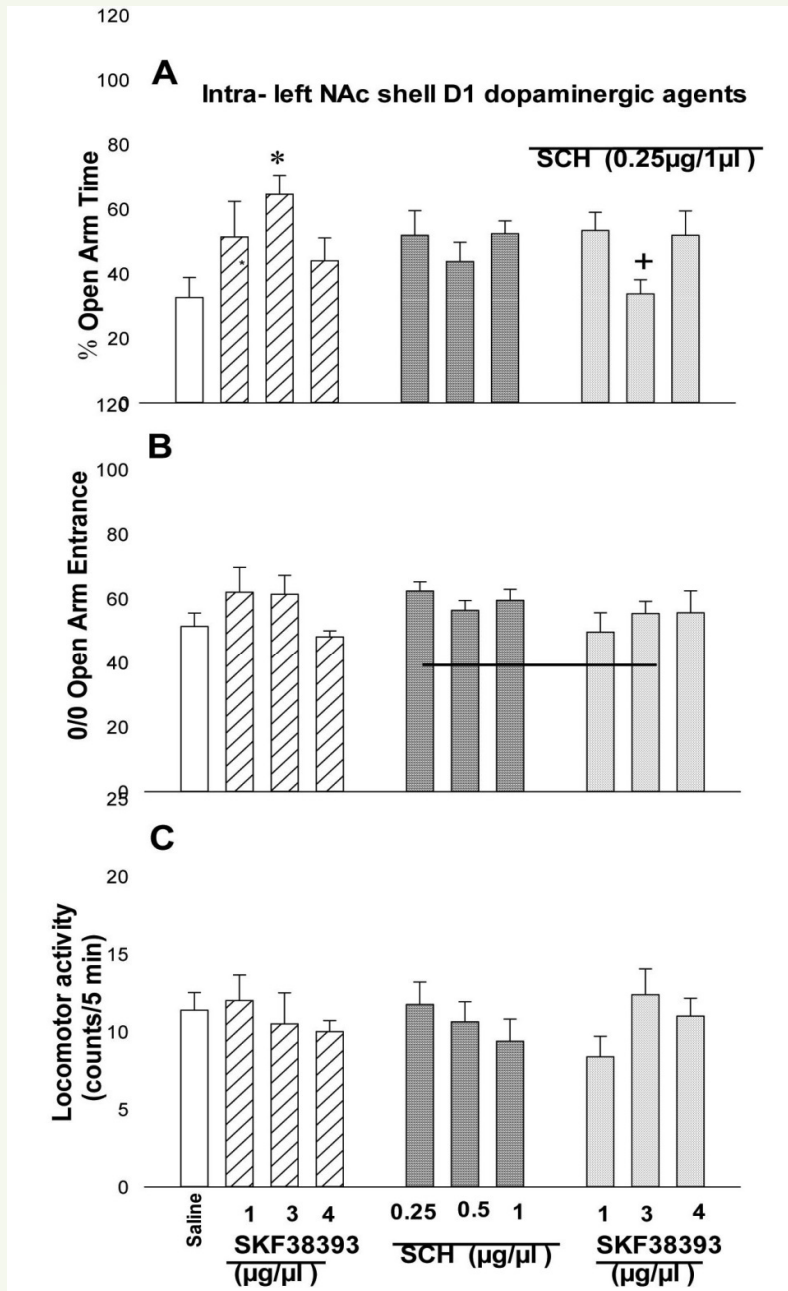 120
100
A
Intra- left NAc shell D1 dopaminergic agents
80
SCH (0.25µg/1µl )
*
60
+
*
40
20
0
% Open Arm Time
120
B
100
80
60
40
20
0
0/0 Open Arm Entrance
25
C
20
15
10
5
0
Locomotor activity
(counts/5 min)
Saline
1 3 4 0.25 0.5 1 1 3 4
SKF38393 SCH (µg/µl ) SKF38393
(µg/µl ) (µg/µl )